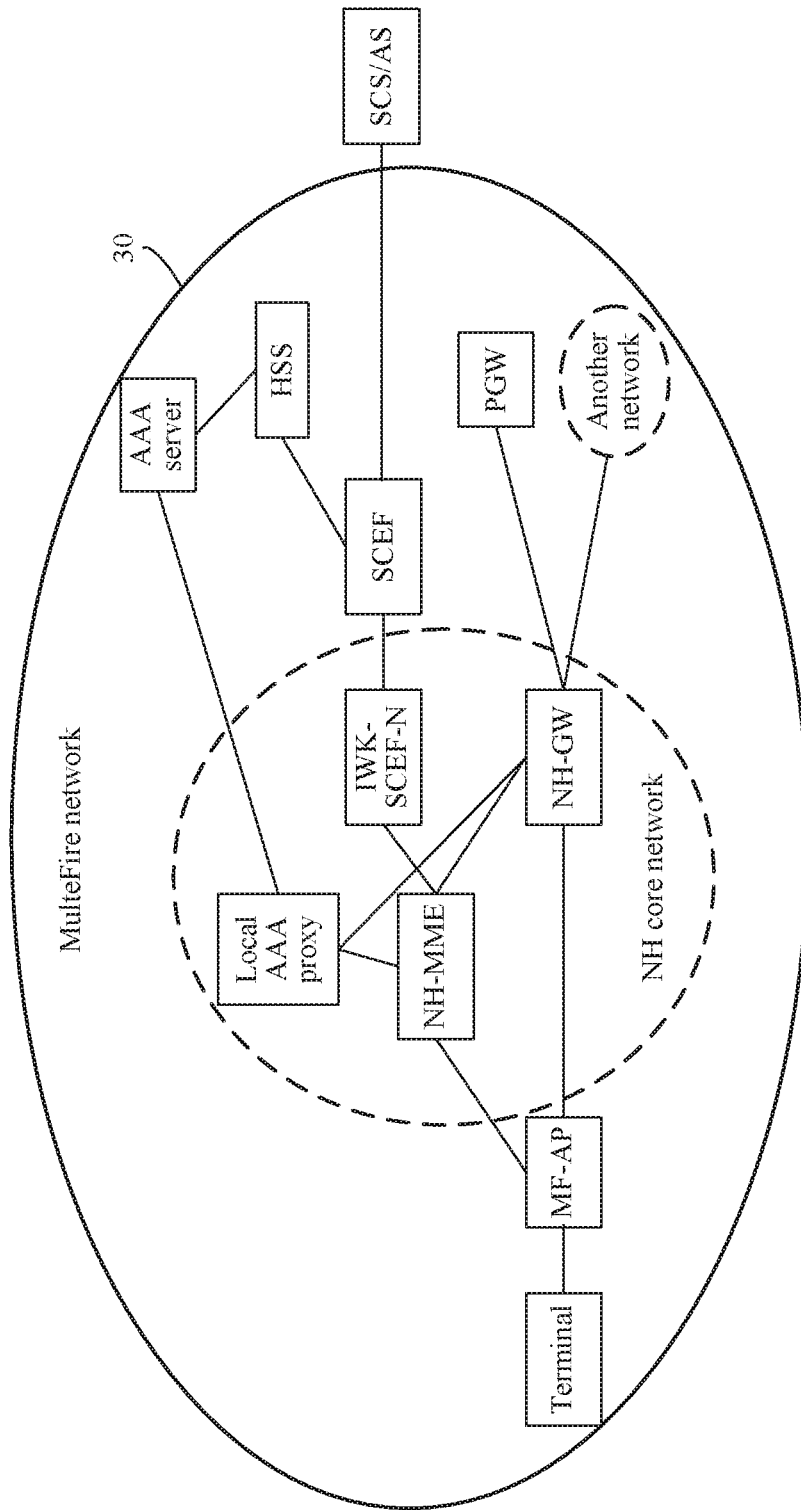 30
MulteFire network
AAA
server
HSS
SCS/AS
Local
AAA
proxy
IWK-
SCEF-N
SCEF
NH-MME
PGW
Terminal
MF-AP
NH-GW
Another
network
NH core network